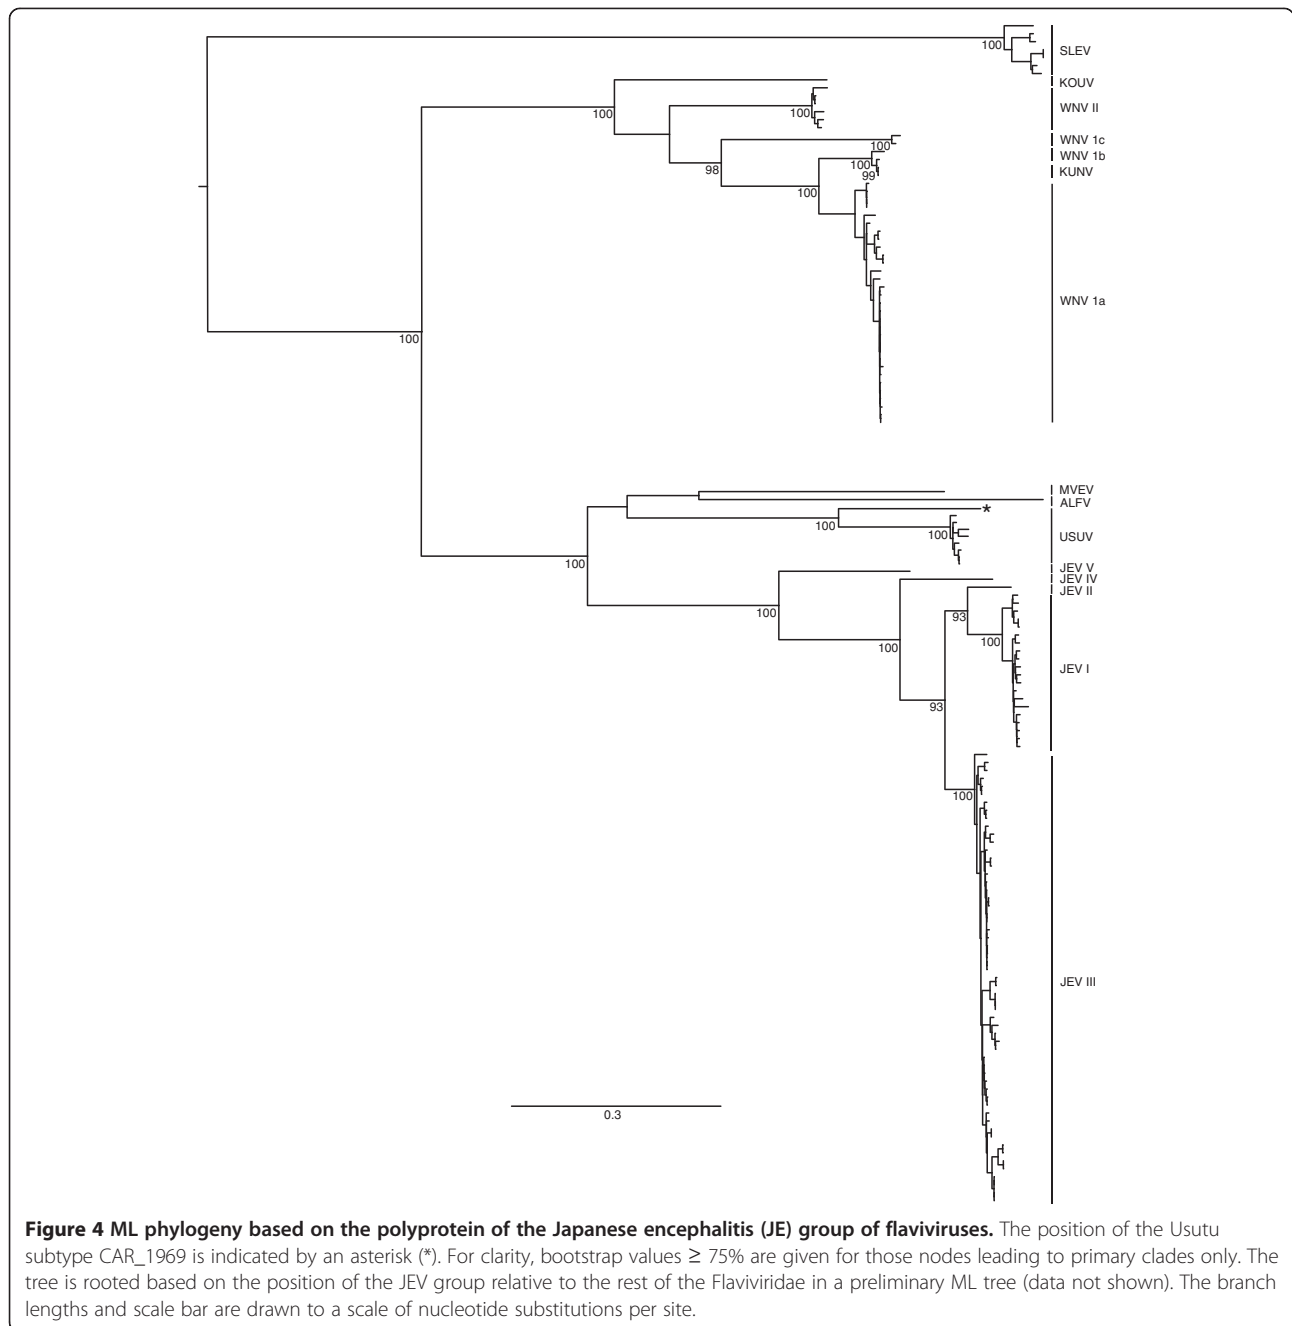 100
SLEV
KOUV
100
100
WNV II
100
WNV 1c
98
100
WNV 1b
99
KUNV
100
WNV 1a
100
MVEV
ALFV
*
100
100
USUV
100
JEV V
JEV IV
JEV II
100
93
100
100
JEV I
93
100
JEV III
0.3
Figure 4 ML phylogeny based on the polyprotein of the Japanese encephalitis (JE) group of flaviviruses. The position of the Usutu
subtype CAR_1969 is indicated by an asterisk (*). For clarity, bootstrap values ≥ 75% are given for those nodes leading to primary clades only. The
tree is rooted based on the position of the JEV group relative to the rest of the Flaviviridae in a preliminary ML tree (data not shown). The branch
lengths and scale bar are drawn to a scale of nucleotide substitutions per site.